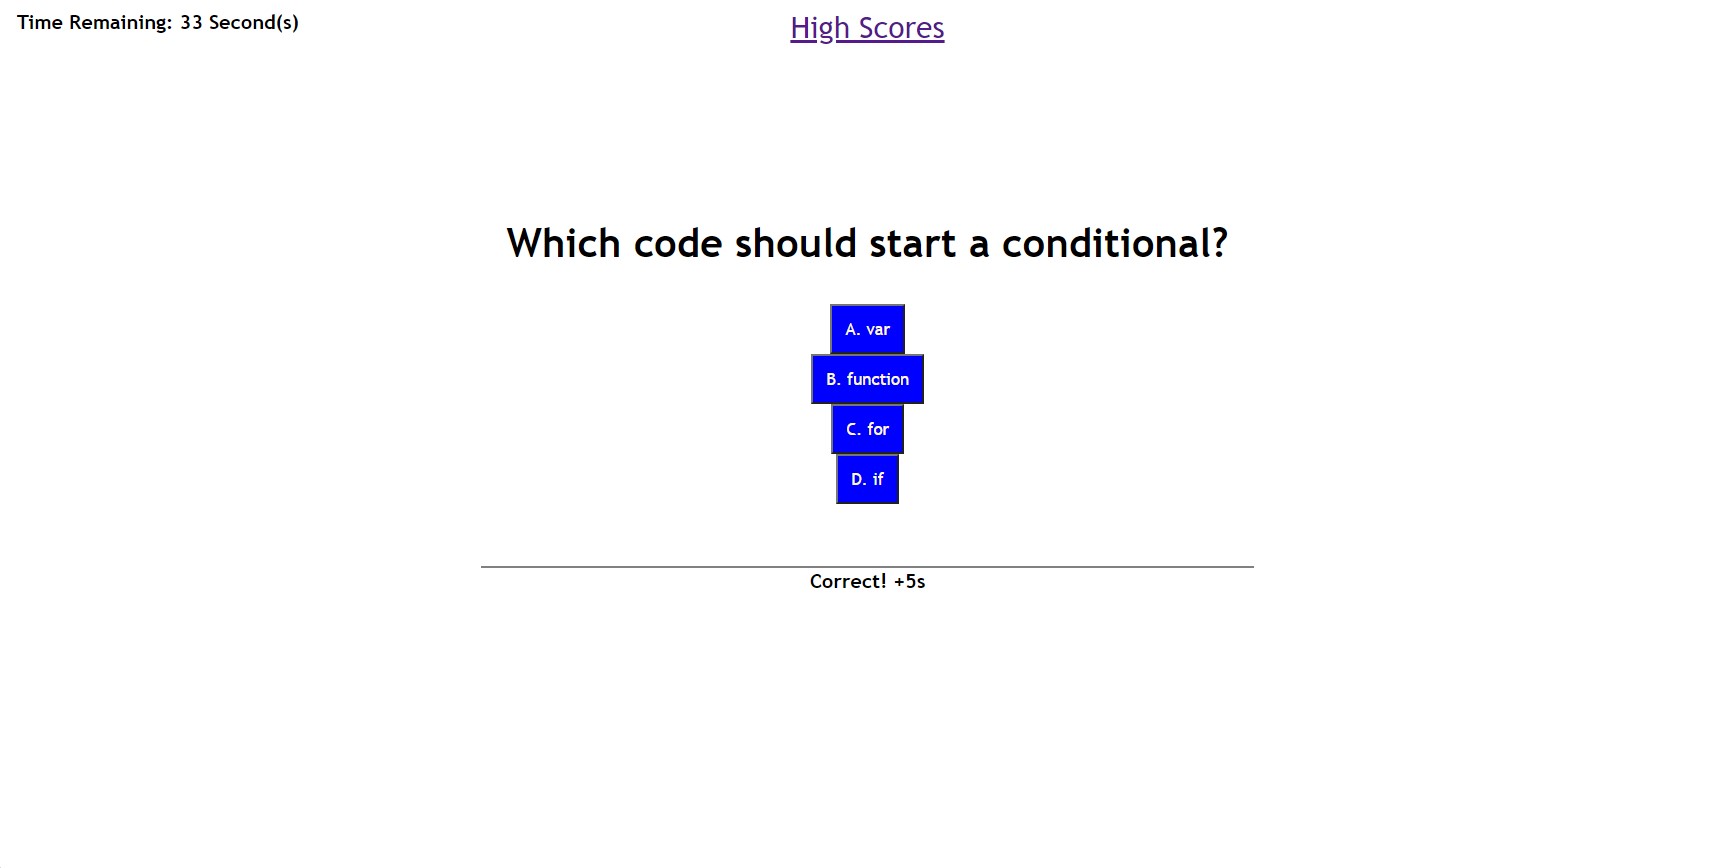 Time Remaining: 33 Second(s)
High Scores
Which code should start a conditional?
A. var
B. function
C. for
D. if
Correct! +5s